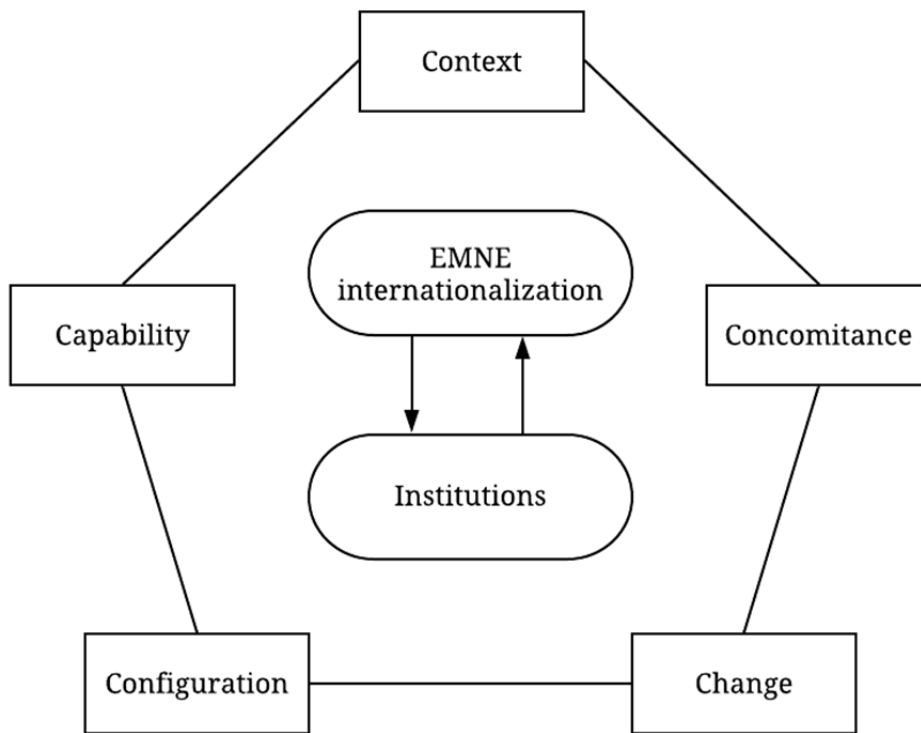 Context
EMNE
internationalization
Capability
Concomitance
Institutions
Configuration
Change